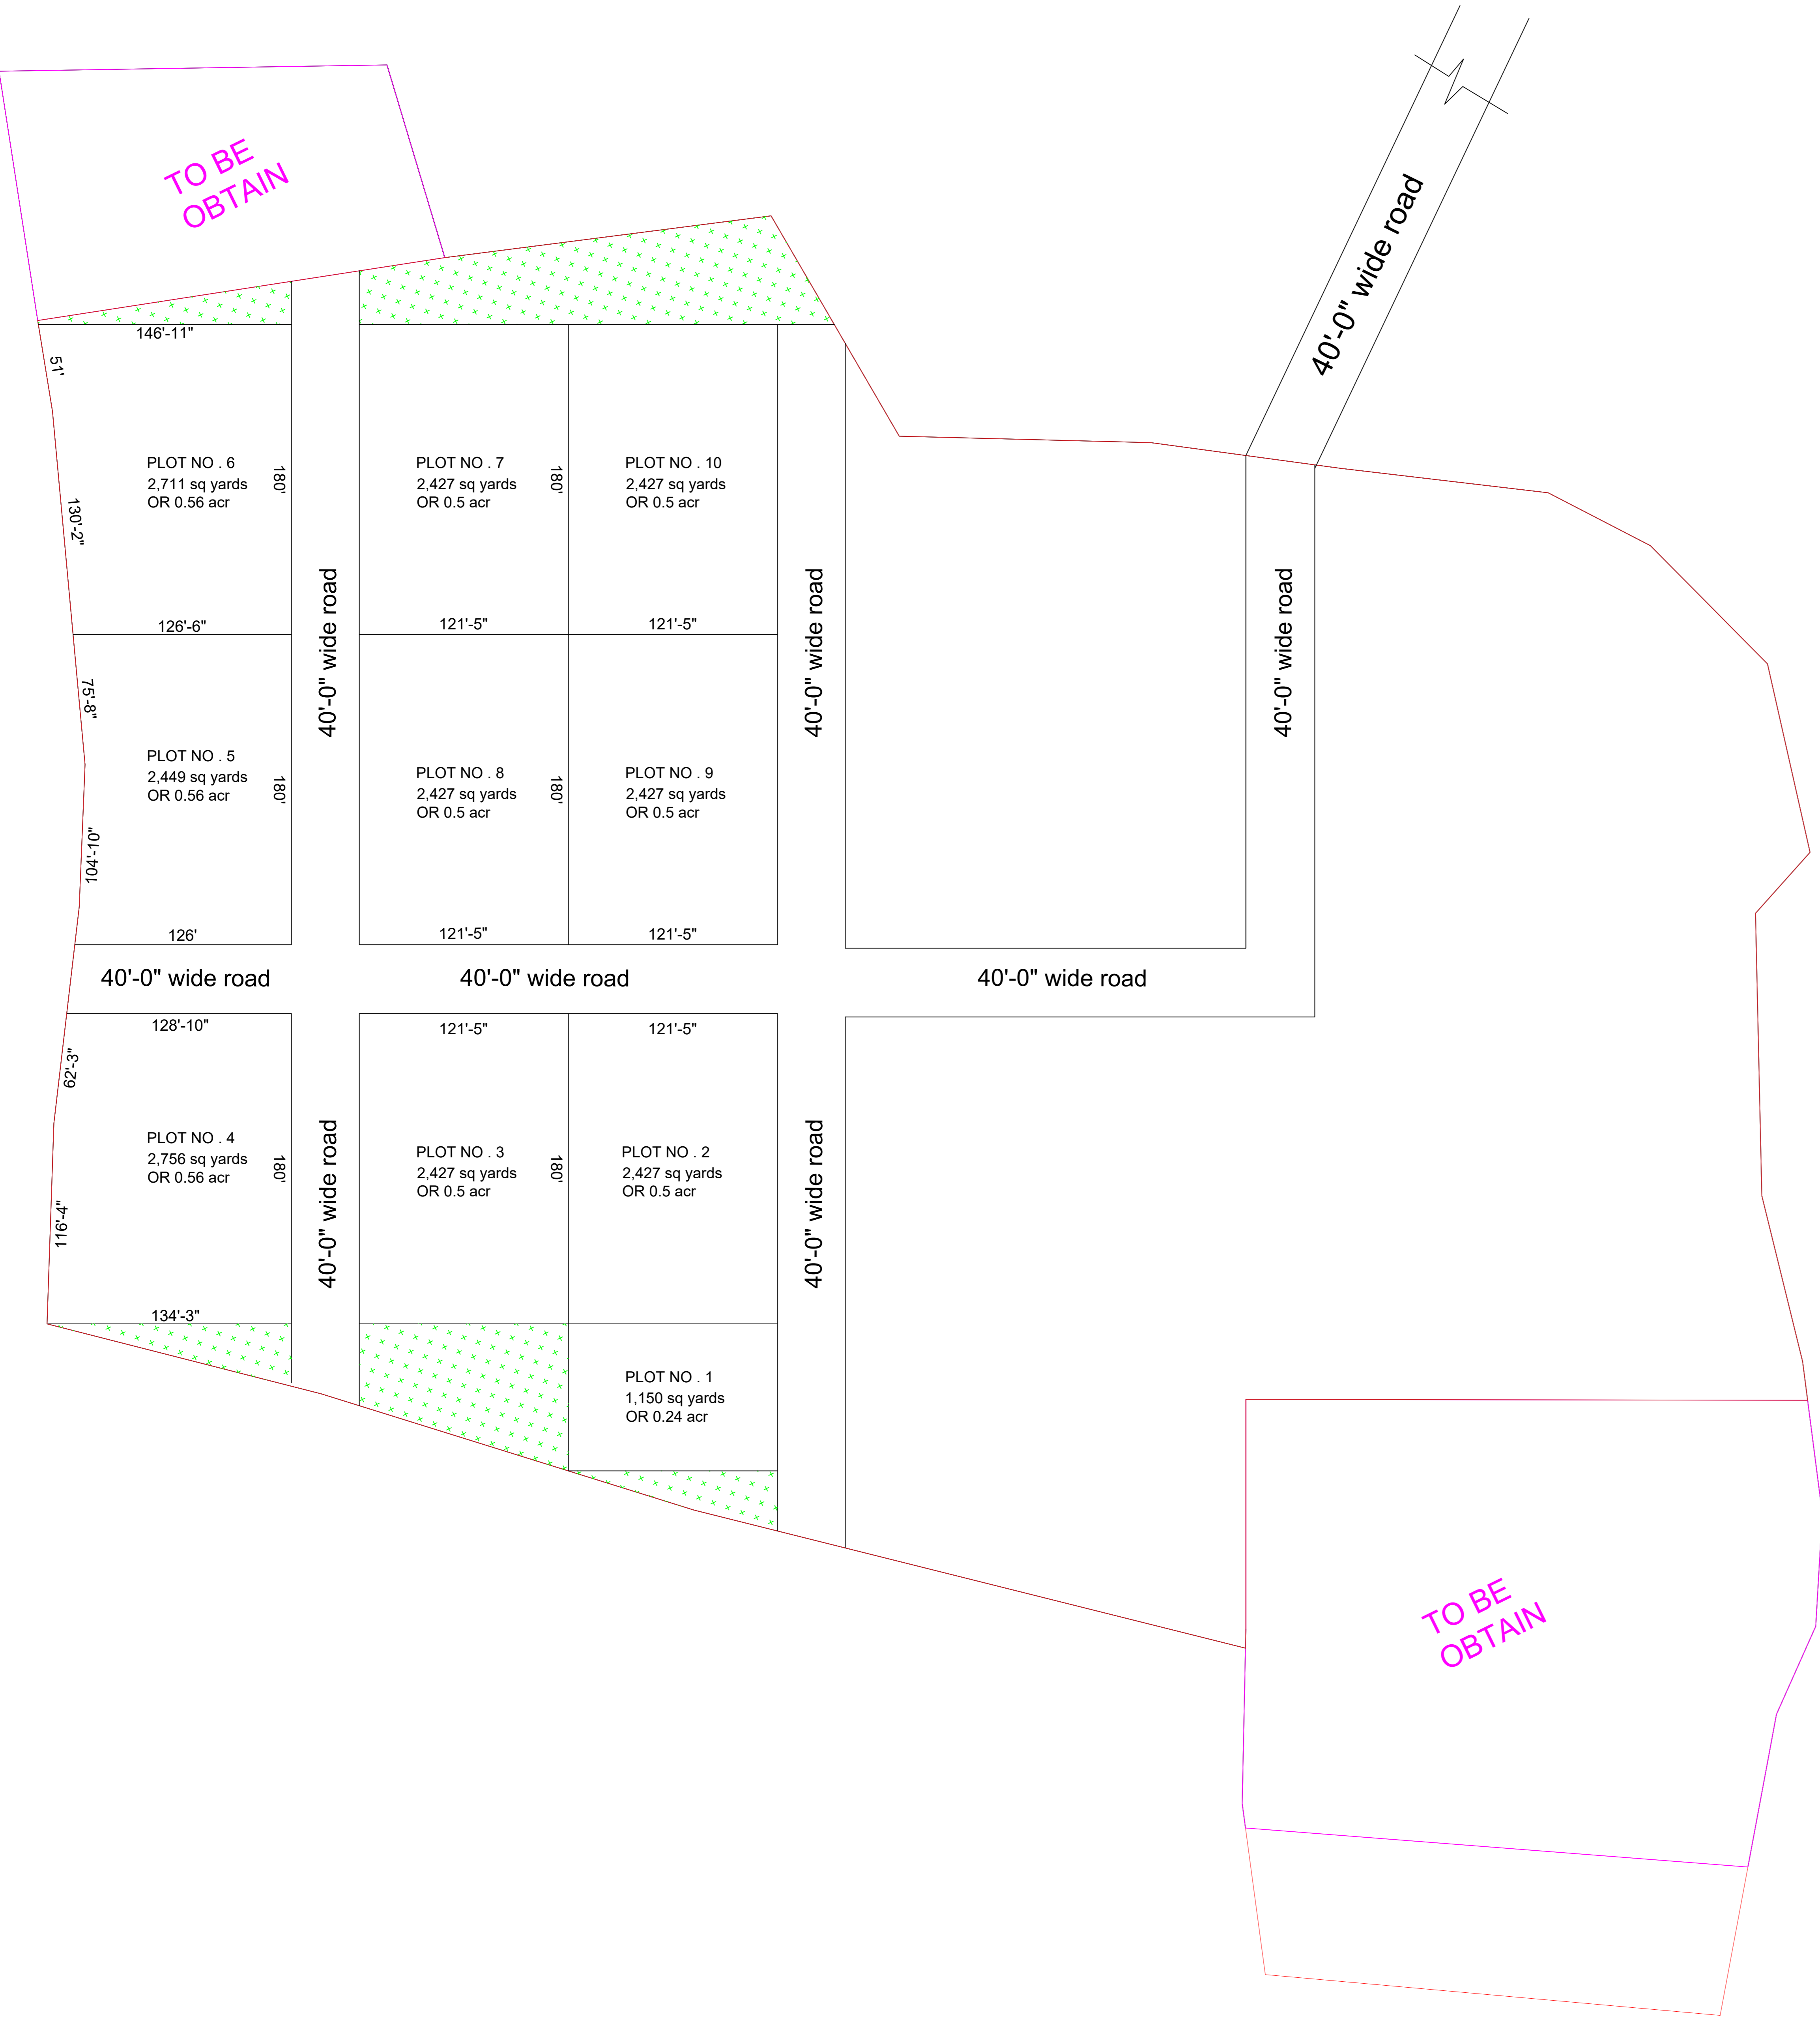 40'-0" wide road
TO BE
OBTAIN
146'-11"
51'
PLOT NO . 6
2,711 sq yards
OR 0.56 acr
180'
130'-2"
126'-6"
PLOT NO . 7
2,427 sq yards
OR 0.5 acr
180'
121'-5"
PLOT NO . 10
2,427 sq yards
OR 0.5 acr
121'-5"
40'-0" wide road
40'-0" wide road
40'-0" wide road
75'-8"
PLOT NO . 5
2,449 sq yards
OR 0.56 acr
180'
104'-10"
126'
PLOT NO . 8
2,427 sq yards
OR 0.5 acr
180'
121'-5"
PLOT NO . 9
2,427 sq yards
OR 0.5 acr
121'-5"
40'-0" wide road
40'-0" wide road
40'-0" wide road
128'-10"
62'-3"
PLOT NO . 4
2,756 sq yards
OR 0.56 acr
180'
116'-4"
134'-3"
40'-0" wide road
121'-5"
PLOT NO . 3
2,427 sq yards
OR 0.5 acr
180'
121'-5"
PLOT NO . 2
2,427 sq yards
OR 0.5 acr
40'-0" wide road
PLOT NO . 1
1,150 sq yards
OR 0.24 acr
TO BE
OBTAIN